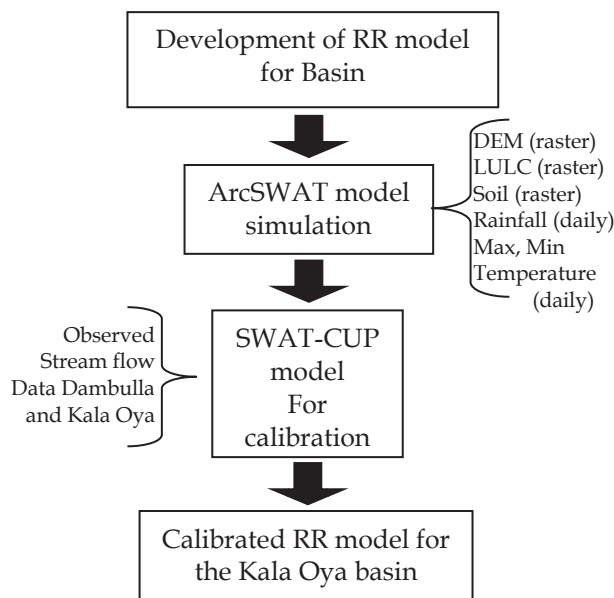 Development of RR model
for Basin
ArcSWAT model
simulation
DEM (raster)
LULC (raster)
Soil (raster)
Rainfall (daily)
Max, Min
Temperature
(daily)
Observed
Stream flow
Data Dambulla
and Kala Oya
SWAT-CUP
model
For
calibration
Calibrated RR model for
the Kala Oya basin